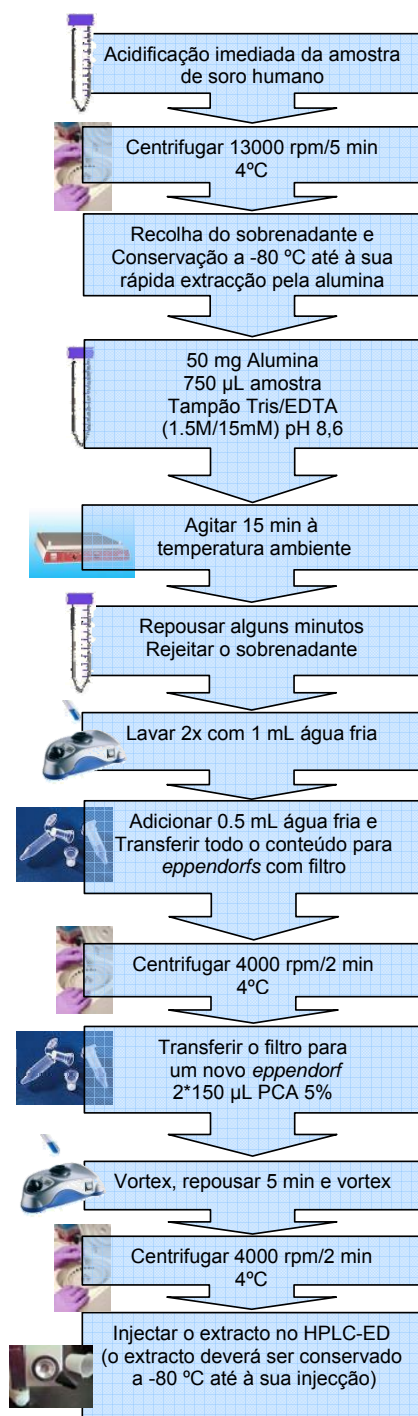 Acidificação imediada da amostra
de soro humano
Centrifugar 13000 rpm/5 min
4ºC
Recolha do sobrenadante e
Conservação a -80 ºC até à sua
rápida extracção pela alumina
50 mg Alumina
750 µL amostra
Tampão Tris/EDTA
(1.5M/15mM) pH 8,6
Agitar 15 min à
temperatura ambiente
Repousar alguns minutos
Rejeitar o sobrenadante
Lavar 2x com 1 mL água fria
Adicionar 0.5 mL água fria e
Transferir todo o conteúdo para
eppendorfs com filtro
Centrifugar 4000 rpm/2 min
4ºC
Transferir o filtro para
um novo eppendorf
2*150 µL PCA 5%
Vortex, repousar 5 min e vortex
Centrifugar 4000 rpm/2 min
4ºC
Injectar o extracto no HPLC-ED
(o extracto deverá ser conservado
a -80 ºC até à sua injecção)